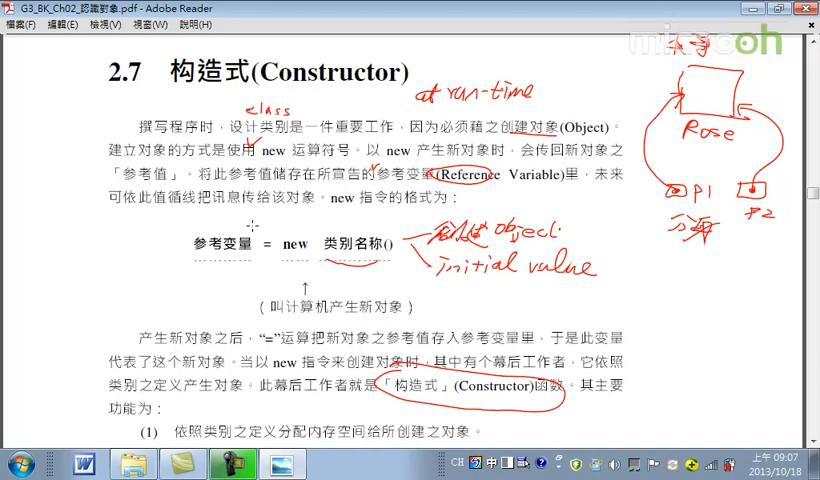 G3_BK_Ch02_認識對象.pdf - Adobe Reader
檔案(F) 編輯(E) 檢視(V) 視窗(W) 說明(H)
microoh
2.7 构造式(Constructor)
at run-time
class
撰写程序时，设计类别是一件重要工作，因为必须藉之创建对象(Object)。
建立对象的方式是使用 new 运算符号。以 new 产生新对象时，会传回新对象之
「参考值」。将此参考值储存在所宣告的参考变量(Reference Variable)里，未来
可依此值循线把讯息传给该对象。new 指令的格式为：
Rose
P1
P2
参考变量 = new 类别名称()
object
initial value
↑
（叫计算机产生新对象）
产生新对象之后，“=”运算把新对象之参考值存入参考变量里，于是此变量
代表了这个新对象。当以 new 指令来创建对象时，其中有个幕后工作者，它依照
类别之定义产生对象。此幕后工作者就是「构造式」(Constructor)函数。其主要
功能为：
(1) 依照类别之定义分配内存空间给所创建之对象。
CH 中
上午 09:07
2013/10/18